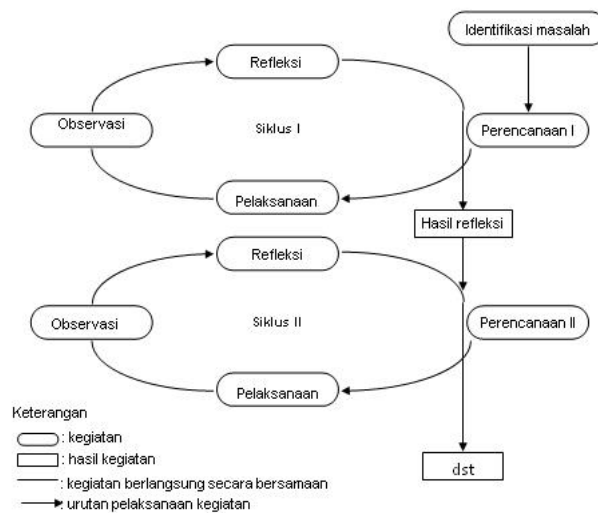 Identifikasi masalah
Refleksi
Observasi
Siklus I
Perencanaan I
Pelaksanaan
Hasil refleksi
Refleksi
Observasi
Siklus II
Perencanaan II
Pelaksanaan
Keterangan
: kegiatan
: hasil kegiatan
: kegiatan berlangsung secara bersamaan
: urutan pelaksanaan kegiatan
dst